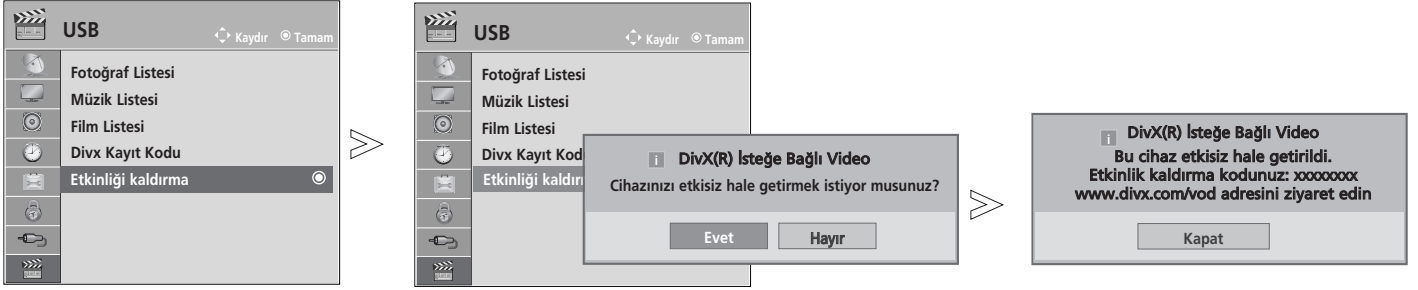 USB
Kaydır Tamam
Fotoğraf Listesi
Müzik Listesi
Film Listesi
Divx Kayıt Kodu
Etkinliği kaldırma
USB
Kaydır Tamam
Fotoğraf Listesi
Müzik Listesi
Film Listesi
Divx Kayıt Kod
Etkinliği kaldır
i DivX(R) İsteğe Bağlı Video
Cihazınızı etkisiz hale getirmek istiyor musunuz?
Evet Hayır
i DivX(R) İsteğe Bağlı Video
Bu cihaz etkisiz hale getirildi.
Etkinlik kaldırma kodunuz: xxxxxxxx
www.divx.com/vod adresini ziyaret edin
Kapat